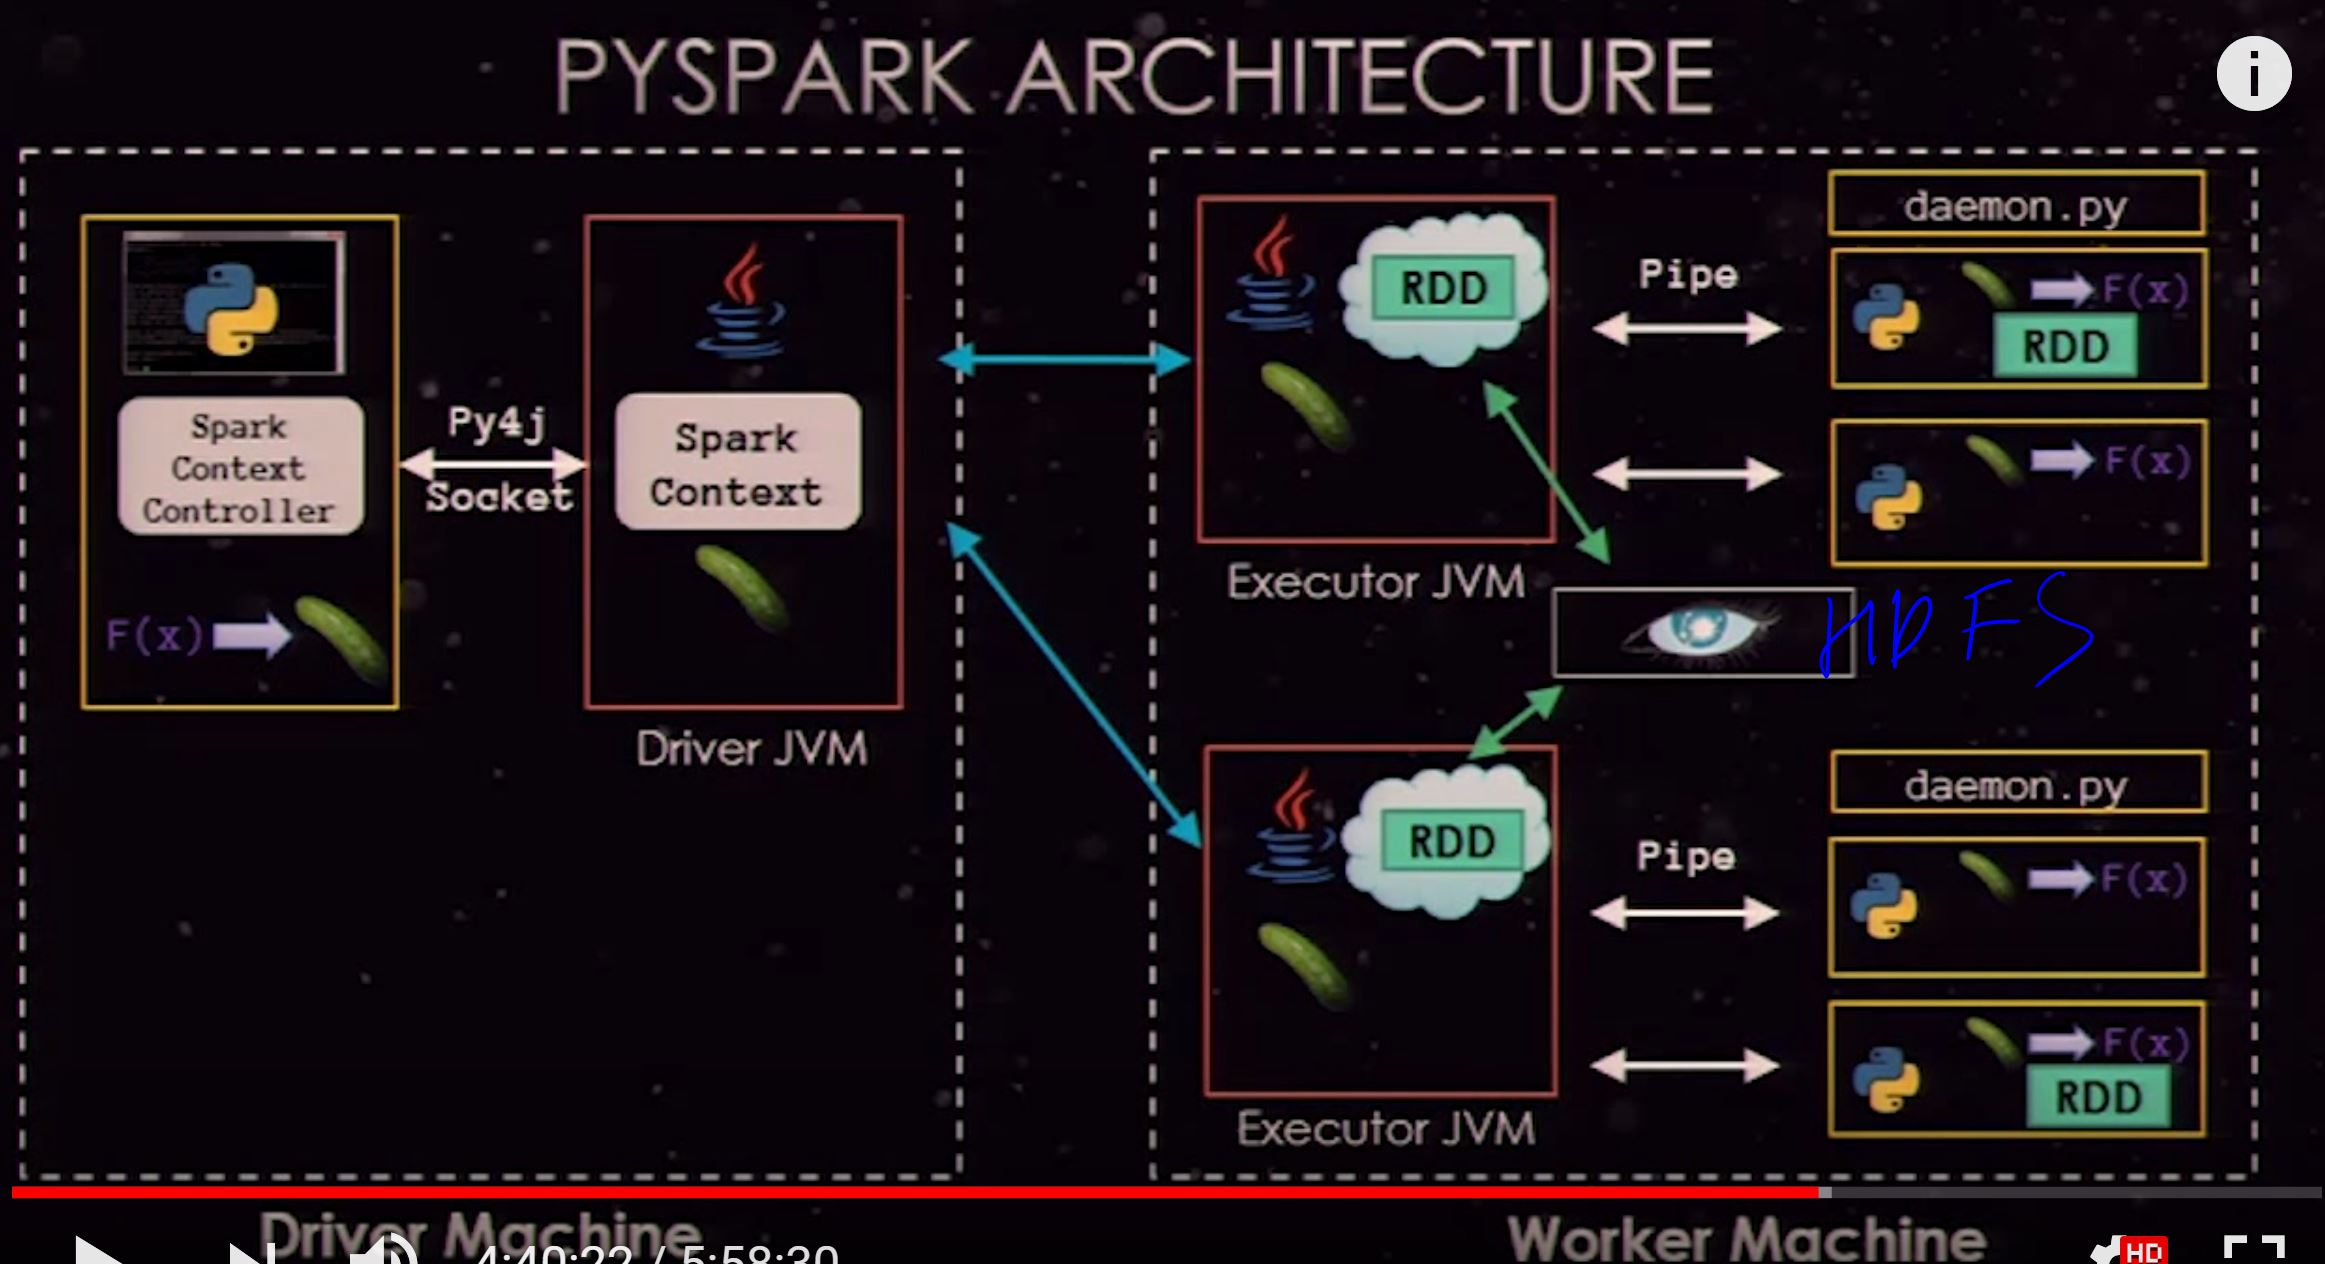 PYSPARK ARCHITECTURE
i
Spark
Context
Controller
F(x)
Py4j
Socket
Spark
Context
Driver JVM
RDD
Executor JVM
Pipe
daemon.py
F(x)
RDD
F(x)
HDFS
RDD
Executor JVM
Pipe
daemon.py
F(x)
F(x)
RDD
Driver Machine
Worker Machine
4:40:22 / 5:58:30
HD